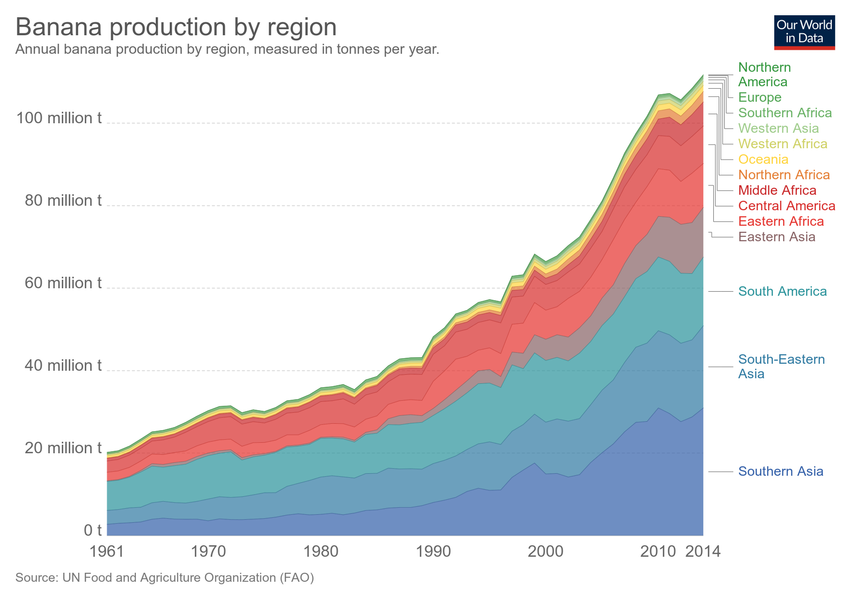 Banana production by region
Annual banana production by region, measured in tonnes per year.
Our World
in Data
100 million t
80 million t
60 million t
40 million t
20 million t
0 t
1961
1970
1980
1990
2000
2010
2014
Northern
America
Europe
Southern Africa
Western Asia
Western Africa
Oceania
Northern Africa
Middle Africa
Central America
Eastern Africa
Eastern Asia
South America
South-Eastern
Asia
Southern Asia
Source: UN Food and Agriculture Organization (FAO)